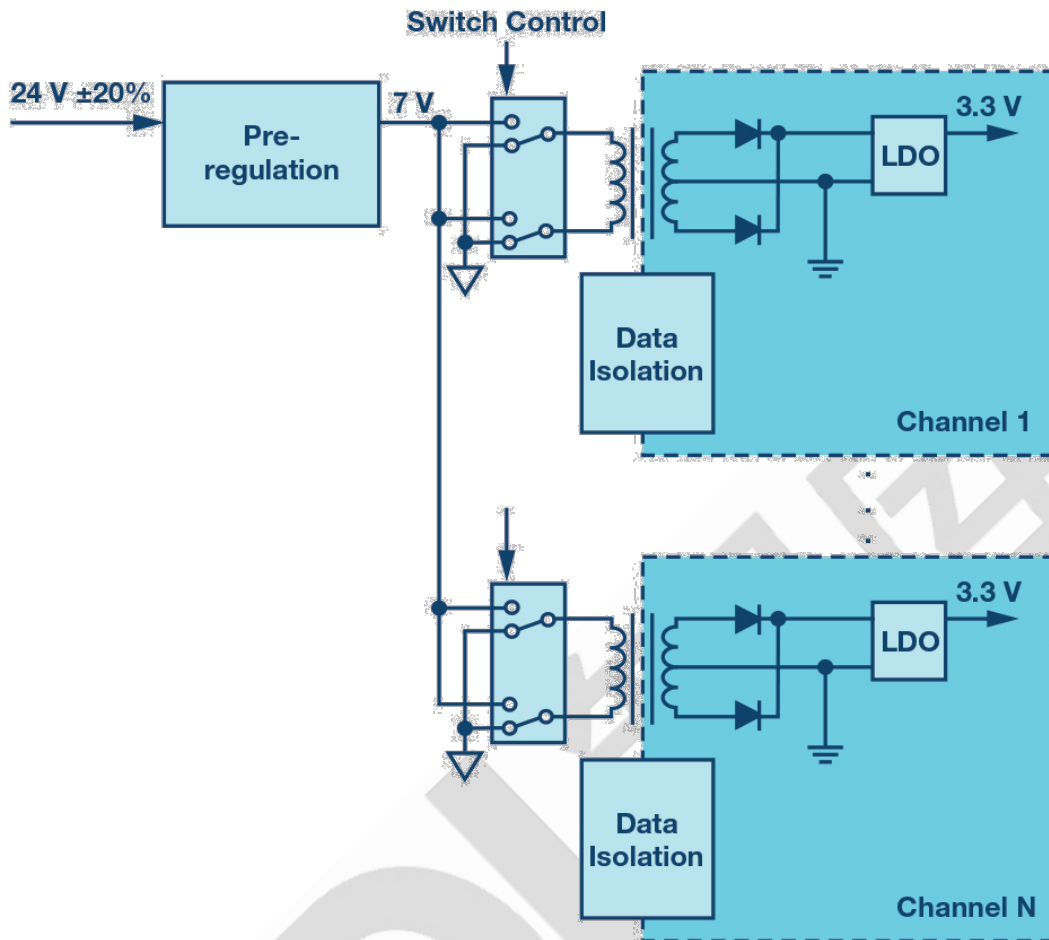 Switch Control
24 V ±20%
Pre-
regulation
7 V
3.3 V
LDO
Data
Isolation
Channel 1
3.3 V
LDO
Data
Isolation
Channel N